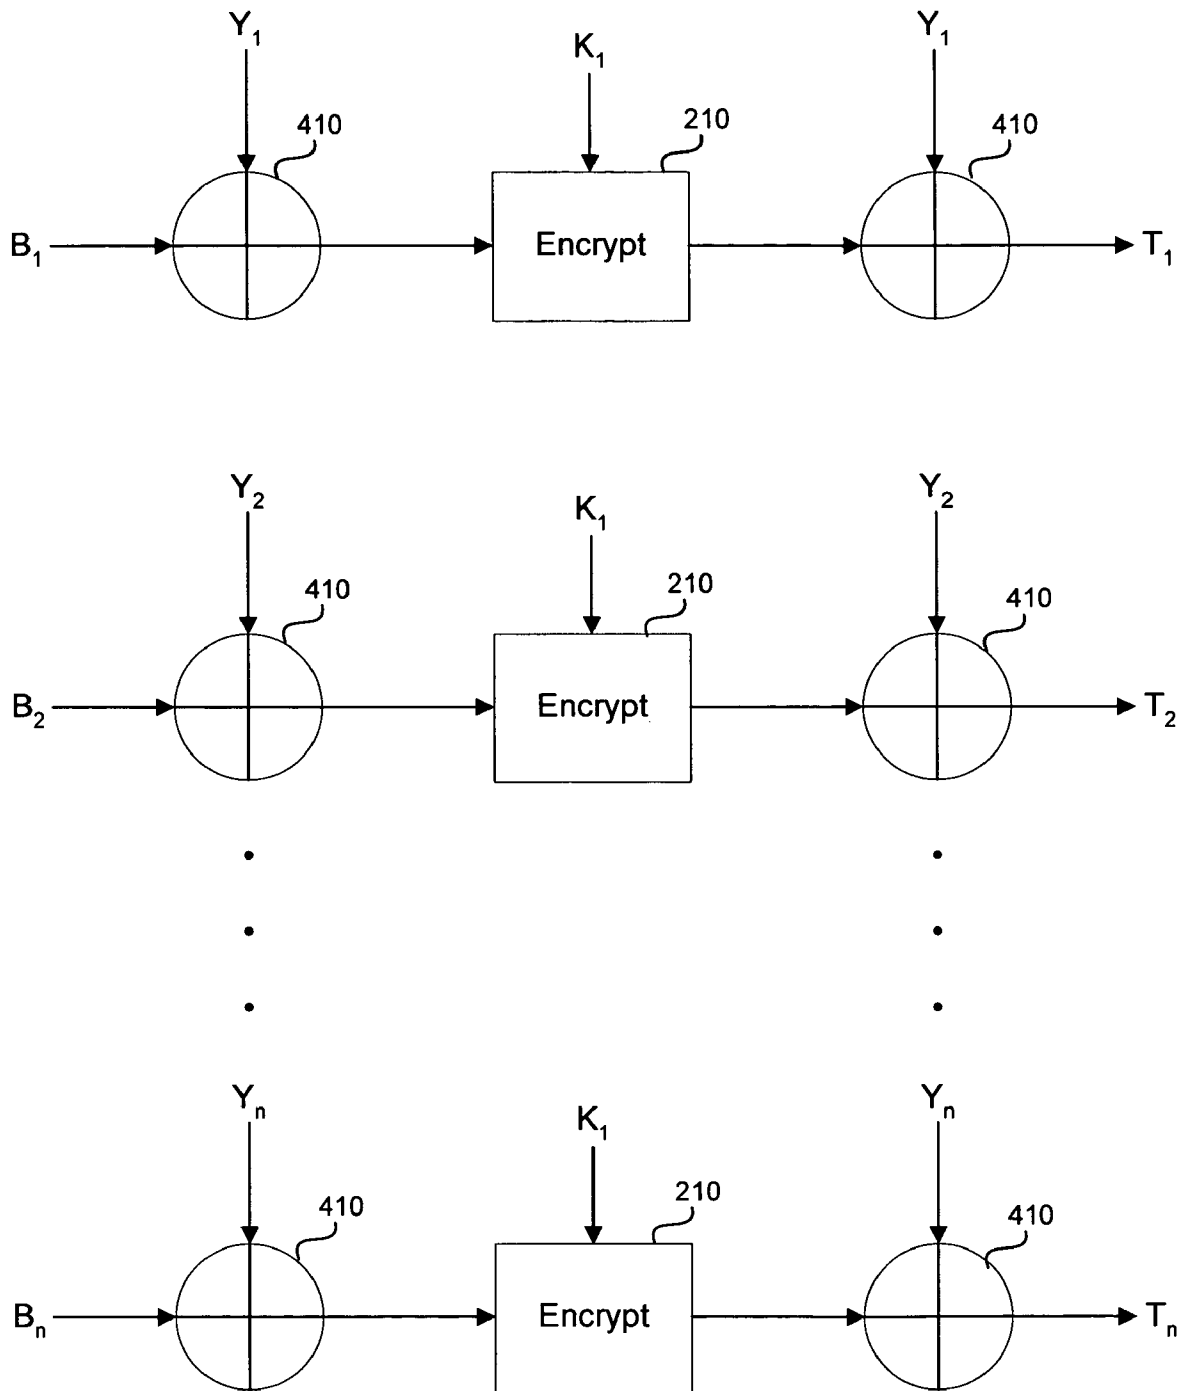 Y₁ K₁ Y₁
410 210 410
B₁ Encrypt T₁
Y₂ K₁ Y₂
410 210 410
B₂ Encrypt T₂
Yₙ K₁ Yₙ
410 210 410
Bₙ Encrypt Tₙ